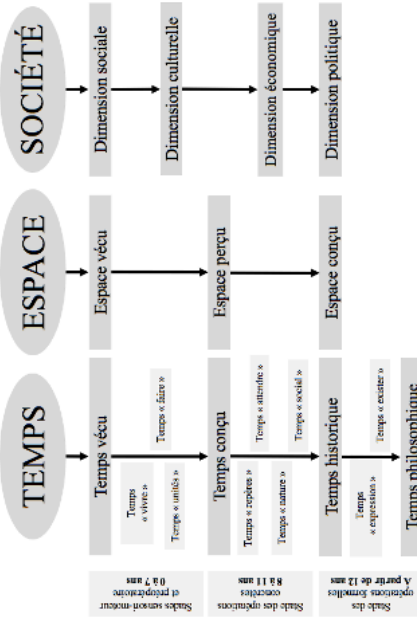 TEMPS
ESPACE
SOCIÉTÉ
Stades sensori-moteur
et préopératoire
0 à 7 ans
Temps vécu
Espace vécu
Dimension sociale
Temps
« vivre »
Temps « faire »
Temps « unités »
Dimension culturelle
Stade des opérations
concrètes
8 à 11 ans
Temps conçu
Espace perçu
Temps « repères »
Temps « attendre »
Temps « nature »
Temps « social »
Dimension économique
Stade des
opérations formelles
A partir de 12 ans
Temps historique
Espace conçu
Dimension politique
Temps
« expression »
Temps « exister »
Temps philosophique